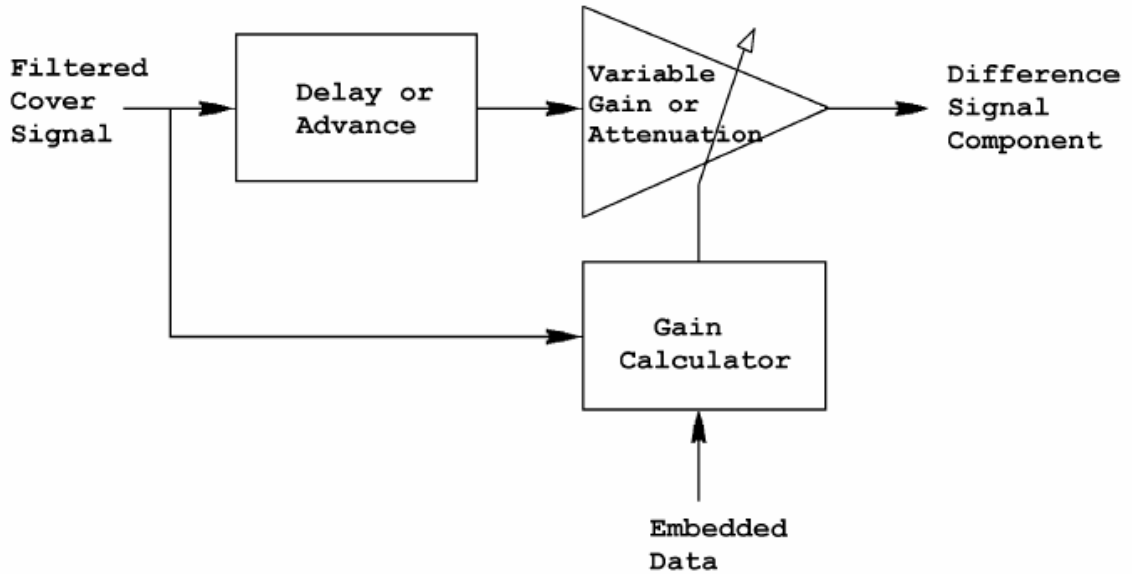 Filtered
Cover
Signal
Delay or
Advance
Variable
Gain or
Attenuation
Difference
Signal
Component
Gain
Calculator
Embedded
Data